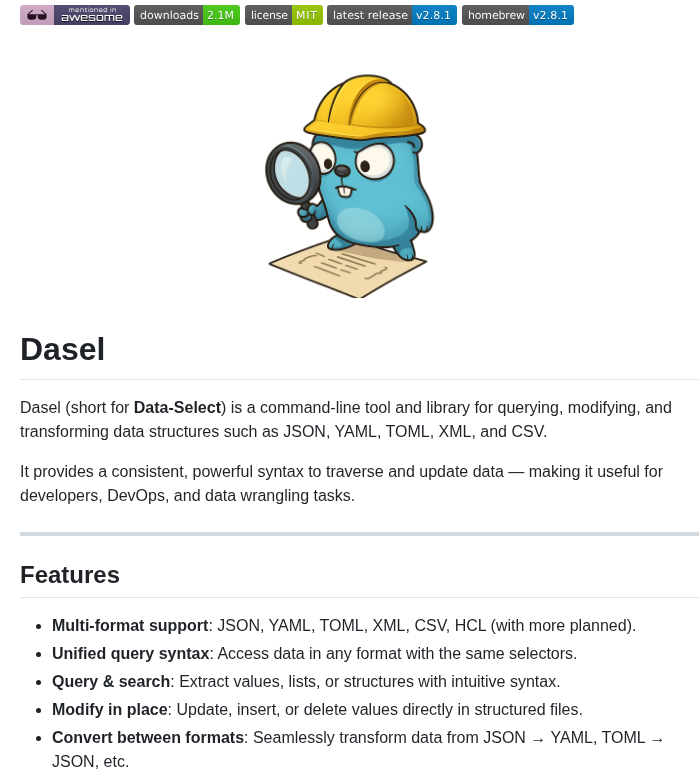 mentioned in
awesome
downloads 2.1M
license MIT
latest release v2.8.1
homebrew v2.8.1
Dasel
Dasel (short for Data-Select) is a command-line tool and library for querying, modifying, and
transforming data structures such as JSON, YAML, TOML, XML, and CSV.
It provides a consistent, powerful syntax to traverse and update data — making it useful for
developers, DevOps, and data wrangling tasks.
Features
• Multi-format support: JSON, YAML, TOML, XML, CSV, HCL (with more planned).
• Unified query syntax: Access data in any format with the same selectors.
• Query & search: Extract values, lists, or structures with intuitive syntax.
• Modify in place: Update, insert, or delete values directly in structured files.
• Convert between formats: Seamlessly transform data from JSON → YAML, TOML →
JSON, etc.